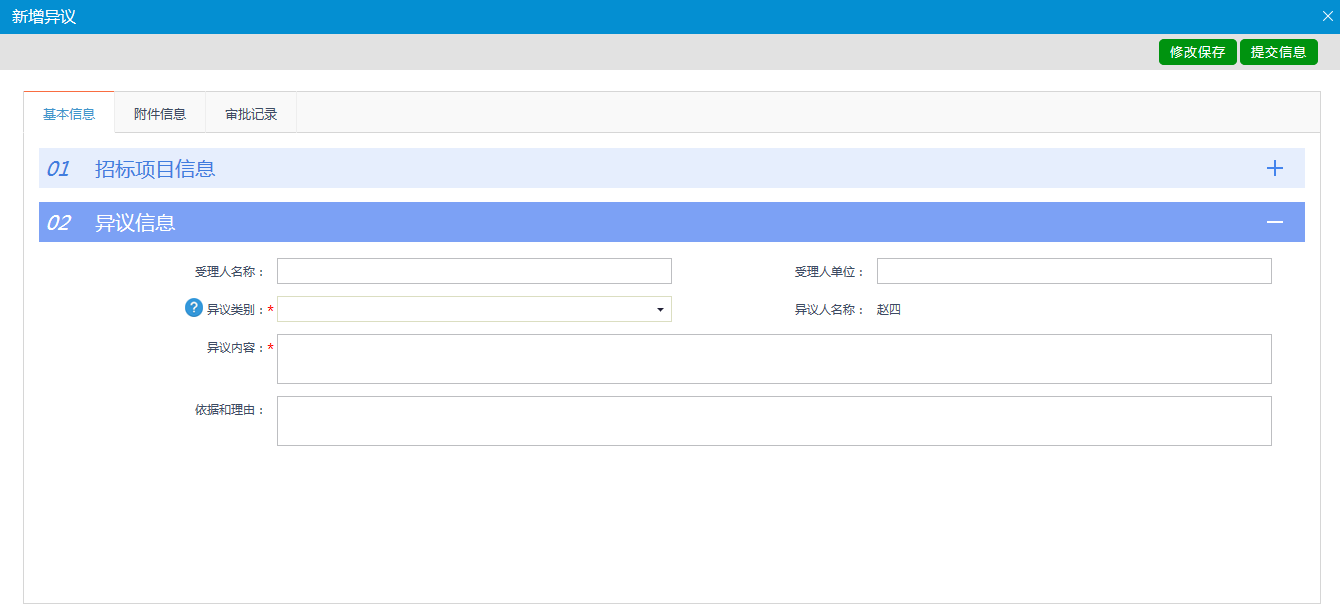 新增异议
修改保存 提交信息
基本信息 附件信息 审批记录
01 招标项目信息
02 异议信息
受理人名称： 受理人单位：
? 异议类别：* 异议人名称： 赵四
异议内容：*
依据和理由：